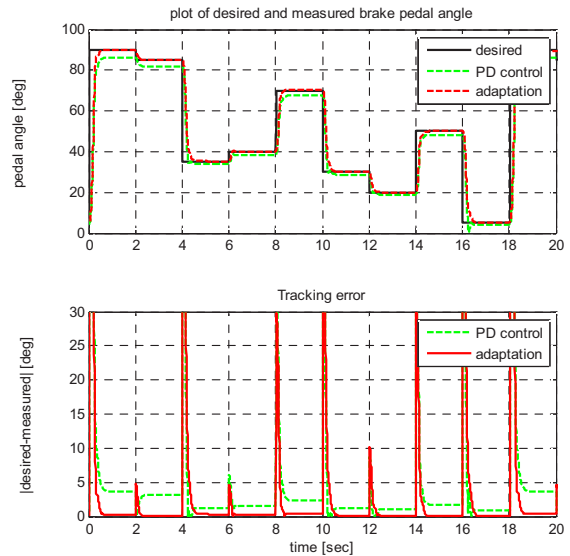 plot of desired and measured brake pedal angle
100
80
60
40
20
0
pedal angle [deg]
desired
PD control
adaptation
0 2 4 6 8 10 12 14 16 18 20
Tracking error
30
25
20
15
10
5
0
|desired-measured| [deg]
PD control
adaptation
0 2 4 6 8 10 12 14 16 18 20
time [sec]